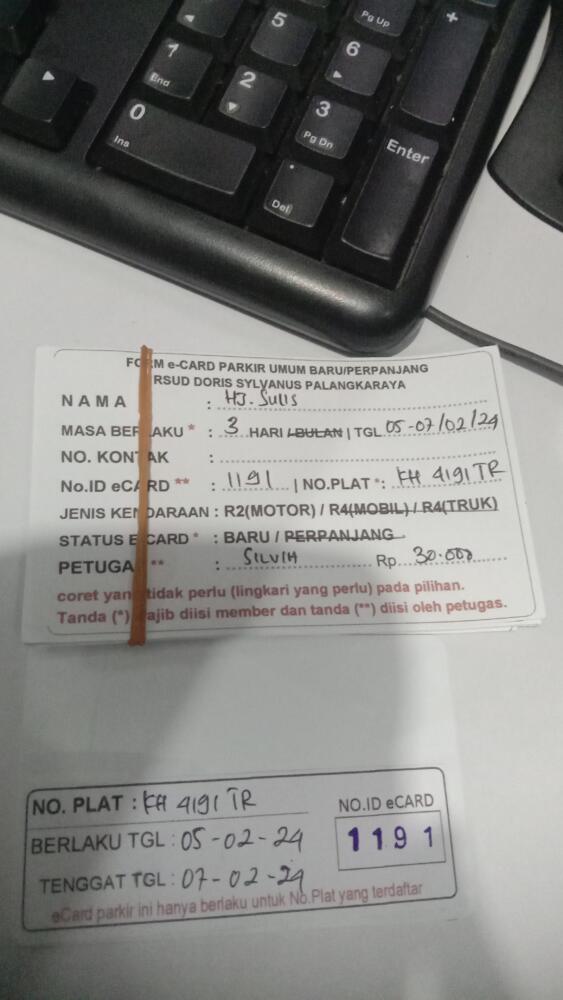 Pg Up
+
5
1
End
2
6
0
Ins
3
Pg Dn
Enter
.
Del
FORM e-CARD PARKIR UMUM BARU/PERPANJANG
RSUD DORIS SYLVANUS PALANGKARAYA
NAMA : HJ. Sulis
MASA BERLAKU * : 3 HARI / BULAN | TGL 05-07/02/24
NO. KONTAK :
No.ID eCARD ** : 1191 | NO.PLAT *: KH 4191 TR
JENIS KENDARAAN : R2(MOTOR) / R4(MOBIL) / R4(TRUK)
STATUS ECARD * : BARU / PERPANJANG
PETUGAS ** : SILVIA Rp 30.000
coret yang tidak perlu (lingkari yang perlu) pada pilihan.
Tanda (*) wajib diisi member dan tanda (**) diisi oleh petugas.
NO. PLAT : KH 4191 TR
NO.ID eCARD
BERLAKU TGL : 05-02-24
1191
TENGGAT TGL : 07-02-24
eCard parkir ini hanya berlaku untuk No.Plat yang terdaftar